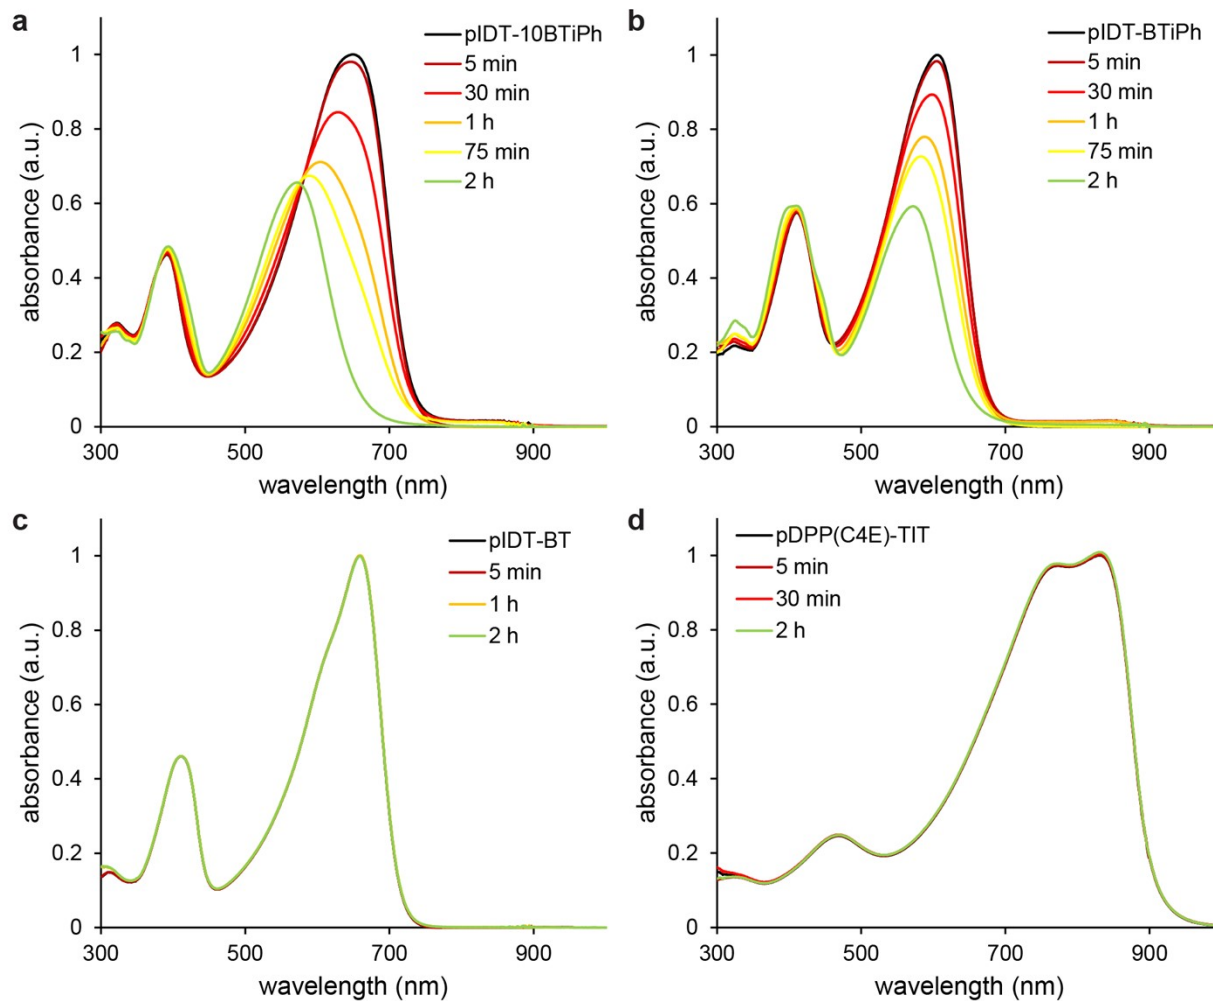 a
pIDT-10BTiPh
5 min
30 min
1 h
75 min
2 h
absorbance (a.u.)
1
0.8
0.6
0.4
0.2
0
300
500
700
900
wavelength (nm)
b
pIDT-BTiPh
5 min
30 min
1 h
75 min
2 h
absorbance (a.u.)
1
0.8
0.6
0.4
0.2
0
300
500
700
900
wavelength (nm)
c
pIDT-BT
5 min
1 h
2 h
absorbance (a.u.)
1
0.8
0.6
0.4
0.2
0
300
500
700
900
wavelength (nm)
d
pDPP(C4E)-TIT
5 min
30 min
2 h
absorbance (a.u.)
1
0.8
0.6
0.4
0.2
0
300
500
700
900
wavelength (nm)